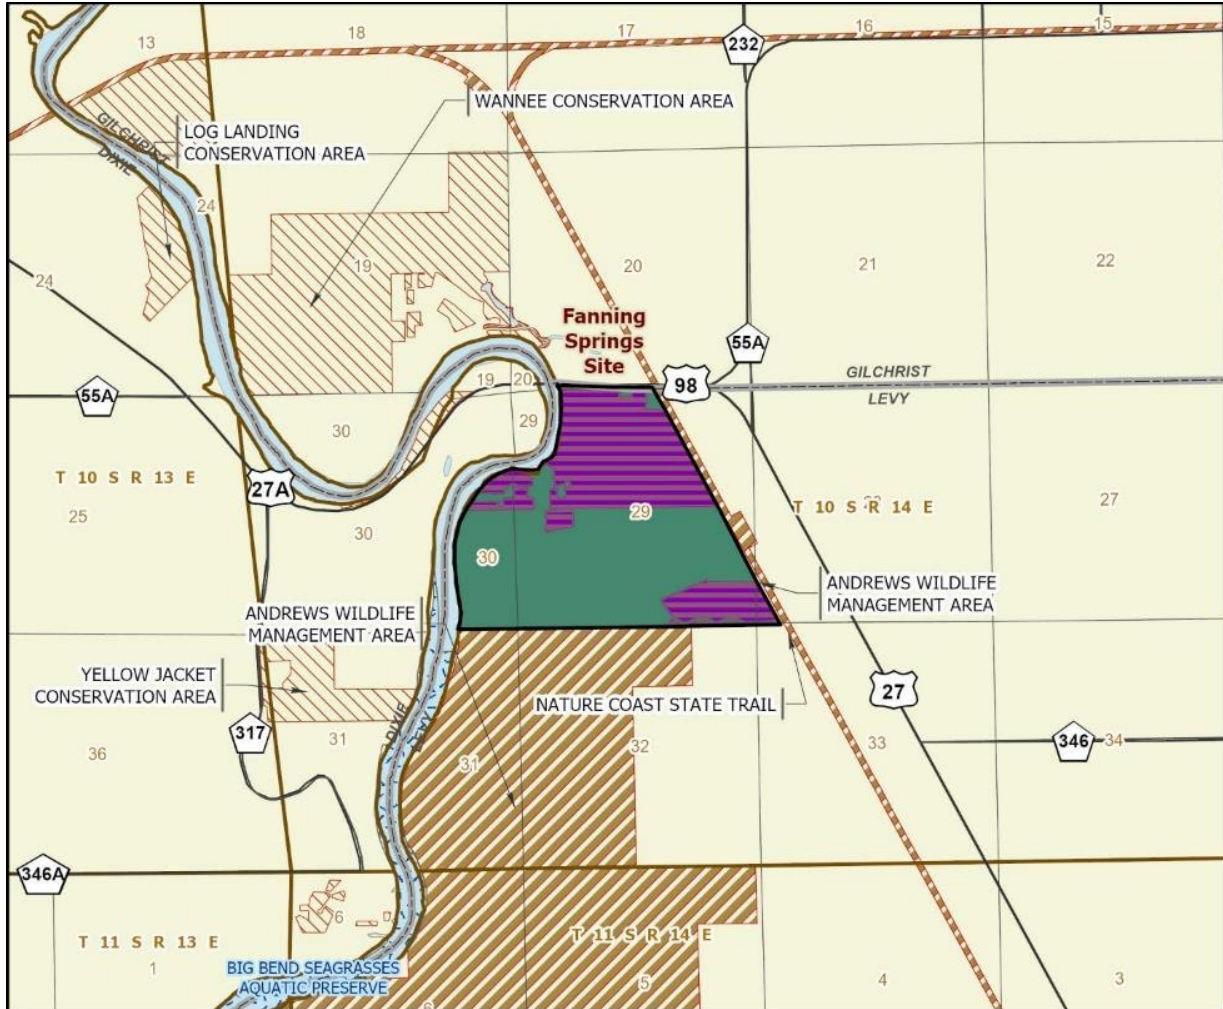 13
18
17
16
15
232
WANNEE CONSERVATION AREA
GILCHRIST
DIXIE
LOG LANDING
CONSERVATION AREA
24
24
19
20
21
22
Fanning
Springs
Site
55A
98
GILCHRIST
LEVY
19
20
55A
30
29
T 10 S R 13 E
27A
25
30
29
30
T 10 S R 14 E
27
ANDREWS WILDLIFE
MANAGEMENT AREA
ANDREWS WILDLIFE
MANAGEMENT AREA
YELLOW JACKET
CONSERVATION AREA
NATURE COAST STATE TRAIL
27
317
DIXIE
LEVY
36
31
31
32
33
346
34
346A
6
T 11 S R 13 E
T 11 S R 14 E
1
BIG BEND SEAGRASSES
AQUATIC PRESERVE
5
4
3
6